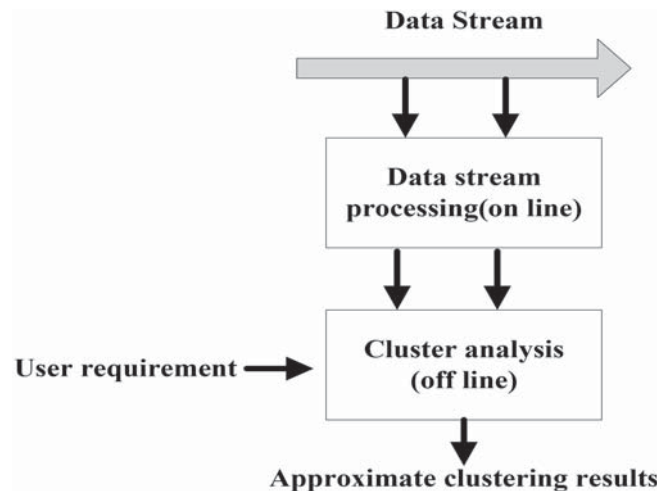 Data Stream
Data stream
processing(on line)
User requirement
Cluster analysis
(off line)
Approximate clustering results